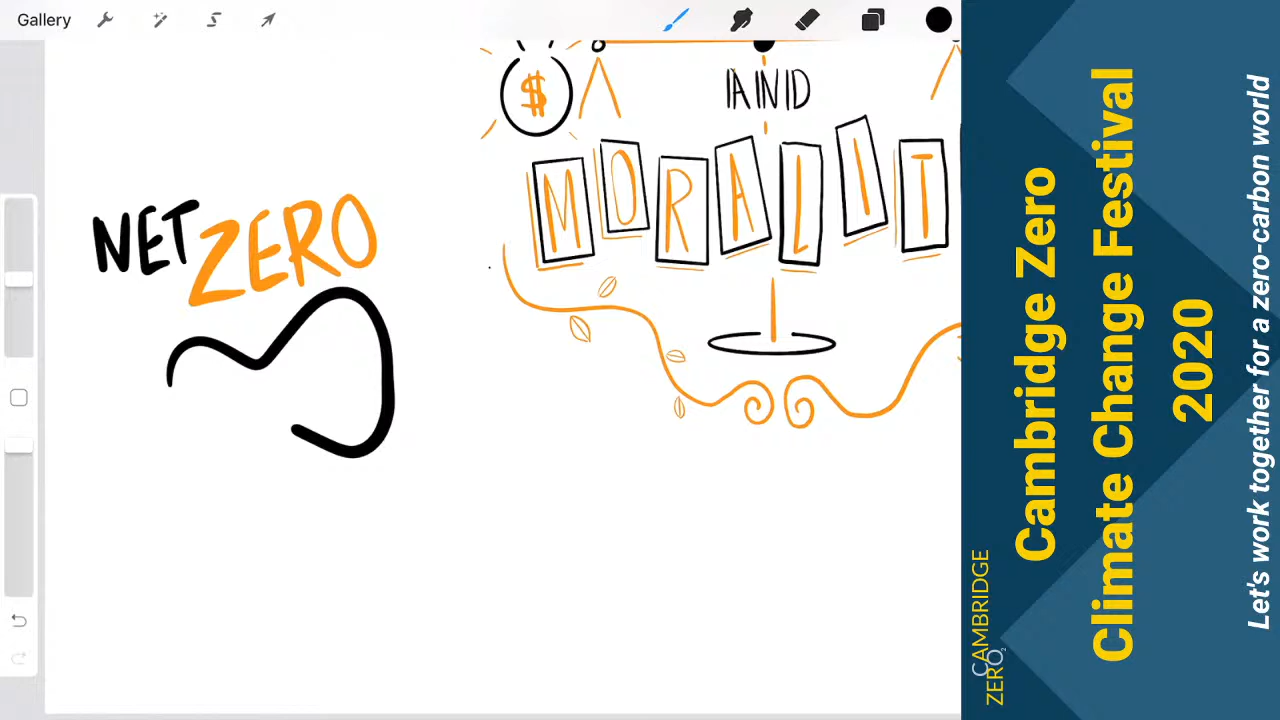 Gallery
$
AND
MORALIT
NET
ZERO
Cambridge Zero
Climate Change Festival
2020
Let's work together for a zero-carbon world
CAMBRIDGE
ZERO₂